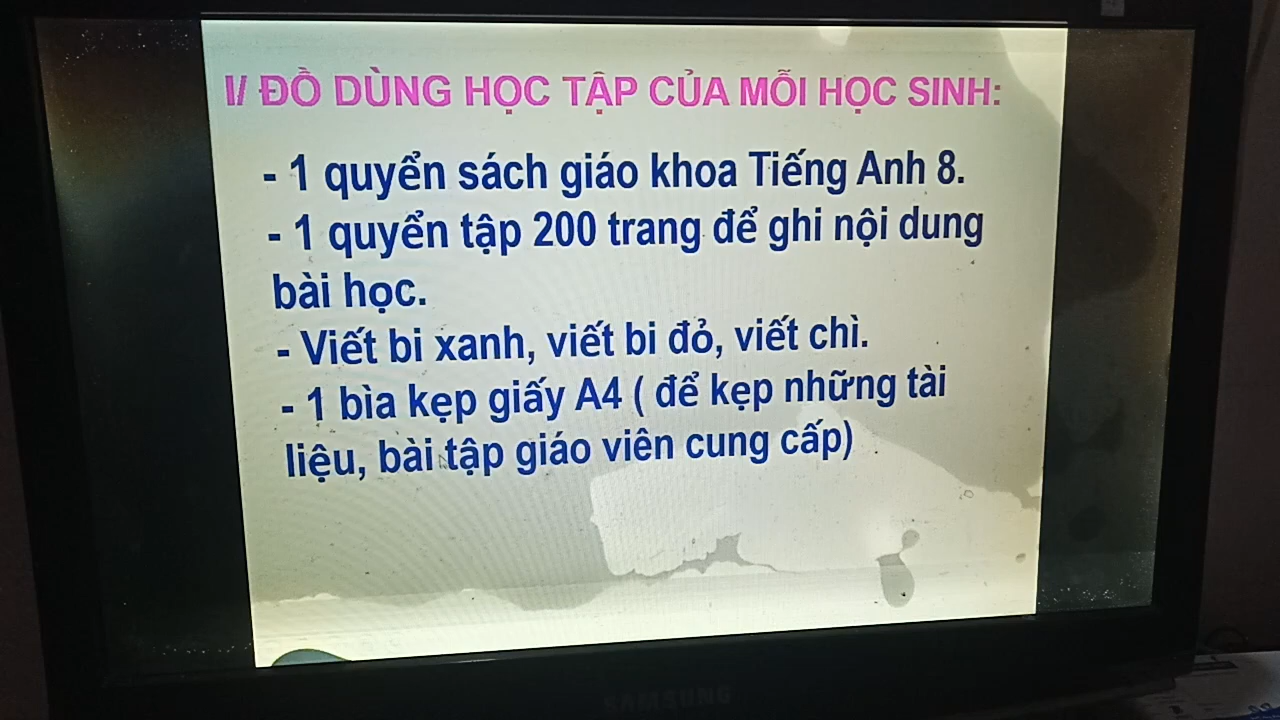 I/ ĐỒ DÙNG HỌC TẬP CỦA MỖI HỌC SINH:
- 1 quyển sách giáo khoa Tiếng Anh 8.
- 1 quyển tập 200 trang để ghi nội dung
bài học.
- Viết bi xanh, viết bi đỏ, viết chì.
- 1 bìa kẹp giấy A4 ( để kẹp những tài
liệu, bài tập giáo viên cung cấp)
SAMSUNG